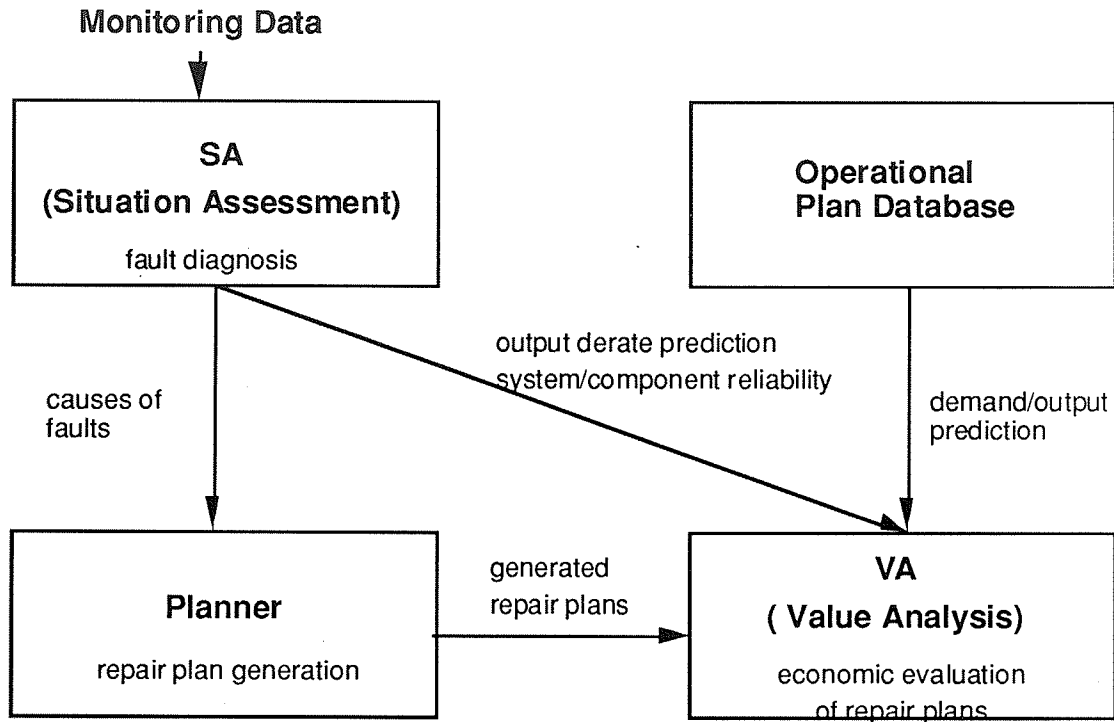 Monitoring Data
SA
(Situation Assessment)
fault diagnosis
Operational
Plan Database
output derate prediction
system/component reliability
causes of
faults
demand/output
prediction
Planner
repair plan generation
generated
repair plans
VA
( Value Analysis)
economic evaluation
of repair plans